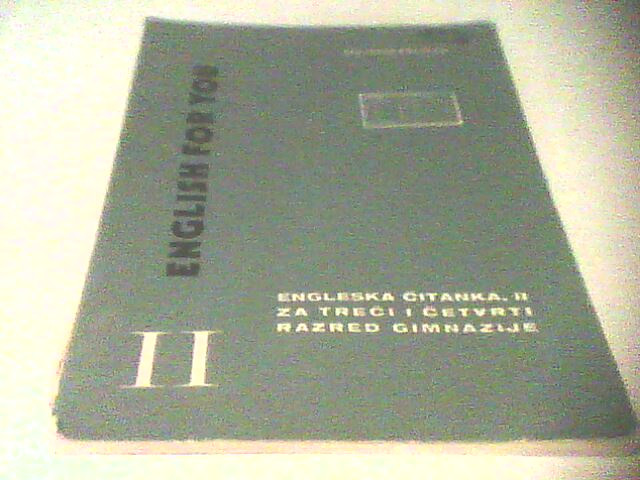 ENGLISH FOR YOU
ENGLESKA ČITANKA, II
ZA TREĆI I ČETVRTI
RAZRED GIMNAZIJE
II